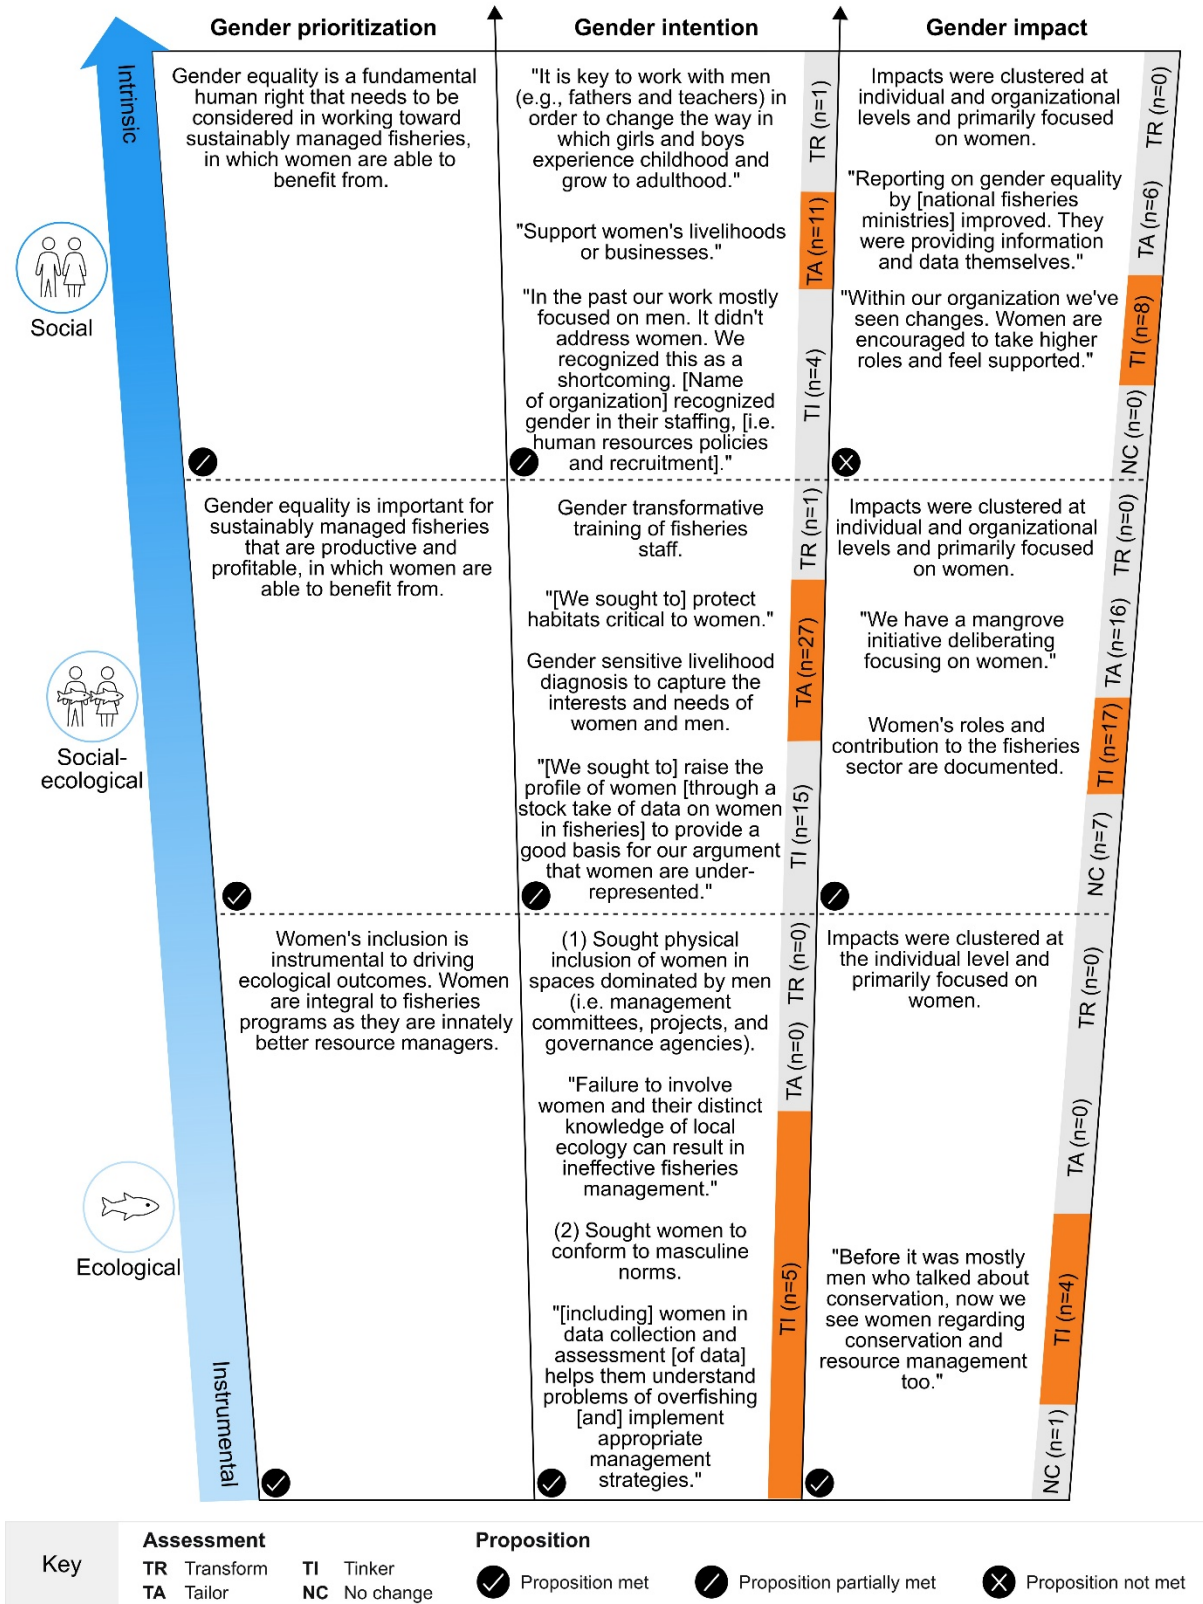 Gender prioritization
Gender intention
Gender impact
Intrinsic
Instrumental
Social
Social-
ecological
Ecological
Gender equality is a fundamental
human right that needs to be
considered in working toward
sustainably managed fisheries,
in which women are able to
benefit from.
"It is key to work with men
(e.g., fathers and teachers) in
order to change the way in
which girls and boys
experience childhood and
grow to adulthood."
"Support women's livelihoods
or businesses."
"In the past our work mostly
focused on men. It didn't
address women. We
recognized this as a
shortcoming. [Name
of organization] recognized
gender in their staffing, [i.e.
human resources policies
and recruitment]."
TR (n=1)
TA (n=11)
TI (n=4)
Impacts were clustered at
individual and organizational
levels and primarily focused
on women.
"Reporting on gender equality
by [national fisheries
ministries] improved. They
were providing information
and data themselves."
"Within our organization we've
seen changes. Women are
encouraged to take higher
roles and feel supported."
TR (n=0)
TA (n=6)
TI (n=8)
NC (n=0)
Gender equality is important for
sustainably managed fisheries
that are productive and
profitable, in which women are
able to benefit from.
Gender transformative
training of fisheries
staff.
"[We sought to] protect
habitats critical to women."
Gender sensitive livelihood
diagnosis to capture the
interests and needs of
women and men.
"[We sought to] raise the
profile of women [through a
stock take of data on women
in fisheries] to provide a
good basis for our argument
that women are under-
represented."
TR (n=1)
TA (n=27)
TI (n=15)
Impacts were clustered at
individual and organizational
levels and primarily focused
on women.
"We have a mangrove
initiative deliberating
focusing on women."
Women's roles and
contribution to the fisheries
sector are documented.
TR (n=0)
TA (n=16)
TI (n=17)
NC (n=7)
Women's inclusion is
instrumental to driving
ecological outcomes. Women
are integral to fisheries
programs as they are innately
better resource managers.
(1) Sought physical
inclusion of women in
spaces dominated by men
(i.e. management
committees, projects, and
governance agencies).
"Failure to involve
women and their distinct
knowledge of local
ecology can result in
ineffective fisheries
management."
(2) Sought women to
conform to masculine
norms.
"[including] women in
data collection and
assessment [of data]
helps them understand
problems of overfishing
[and] implement
appropriate
management
strategies."
TR (n=0)
TA (n=0)
TI (n=5)
Impacts were clustered at
the individual level and
primarily focused on
women.
"Before it was mostly
men who talked about
conservation, now we
see women regarding
conservation and
resource management
too."
TR (n=0)
TA (n=0)
TI (n=4)
NC (n=1)
Key
Assessment
TR Transform
TI Tinker
TA Tailor
NC No change
Proposition
Proposition met
Proposition partially met
Proposition not met